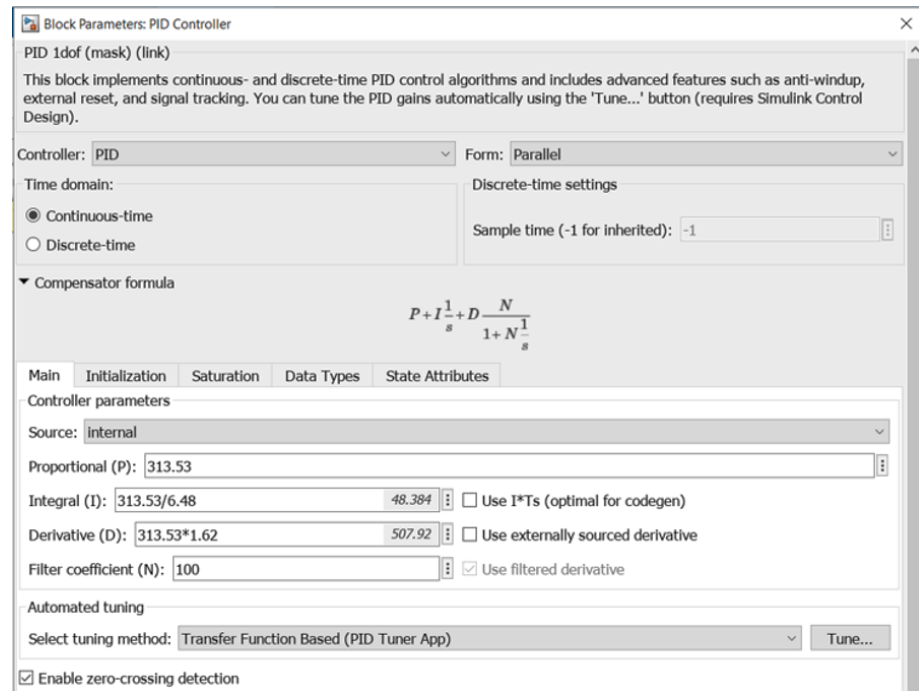 Block Parameters: PID Controller
PID 1dof (mask) (link)
This block implements continuous- and discrete-time PID control algorithms and includes advanced features such as anti-windup,
external reset, and signal tracking. You can tune the PID gains automatically using the 'Tune...' button (requires Simulink Control
Design).
Controller: PID Form: Parallel
Time domain: Discrete-time settings
Continuous-time
Sample time (-1 for inherited): -1
Discrete-time
Compensator formula
P+I 1/s + D N/(1+N 1/s)
Main Initialization Saturation Data Types State Attributes
Controller parameters
Source: internal
Proportional (P): 313.53
Integral (I): 313.53/6.48 48.384 Use I*Ts (optimal for codegen)
Derivative (D): 313.53*1.62 507.92 Use externally sourced derivative
Filter coefficient (N): 100 Use filtered derivative
Automated tuning
Select tuning method: Transfer Function Based (PID Tuner App) Tune...
Enable zero-crossing detection